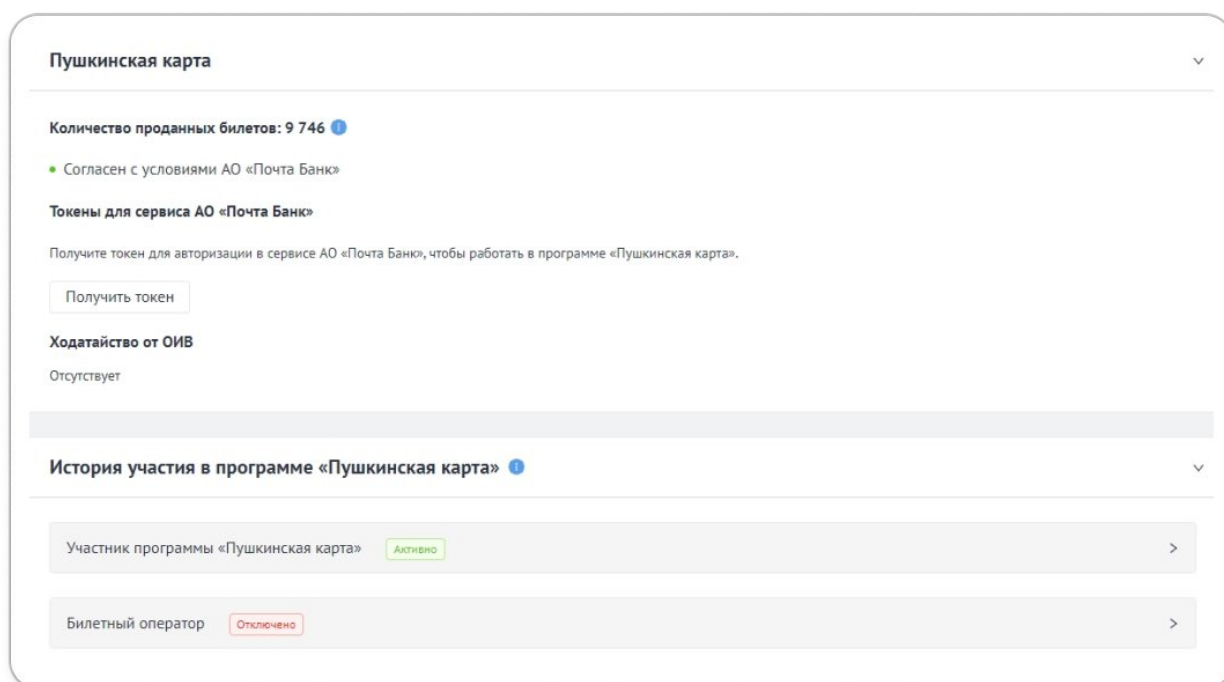 Пушкинская карта
Количество проданных билетов: 9 746
Согласен с условиями АО «Почта Банк»
Токены для сервиса АО «Почта Банк»
Получите токен для авторизации в сервисе АО «Почта Банк», чтобы работать в программе «Пушкинская карта».
Получить токен
Ходатайство от ОИВ
Отсутствует
История участия в программе «Пушкинская карта»
Участник программы «Пушкинская карта» Активно
Билетный оператор Отключено